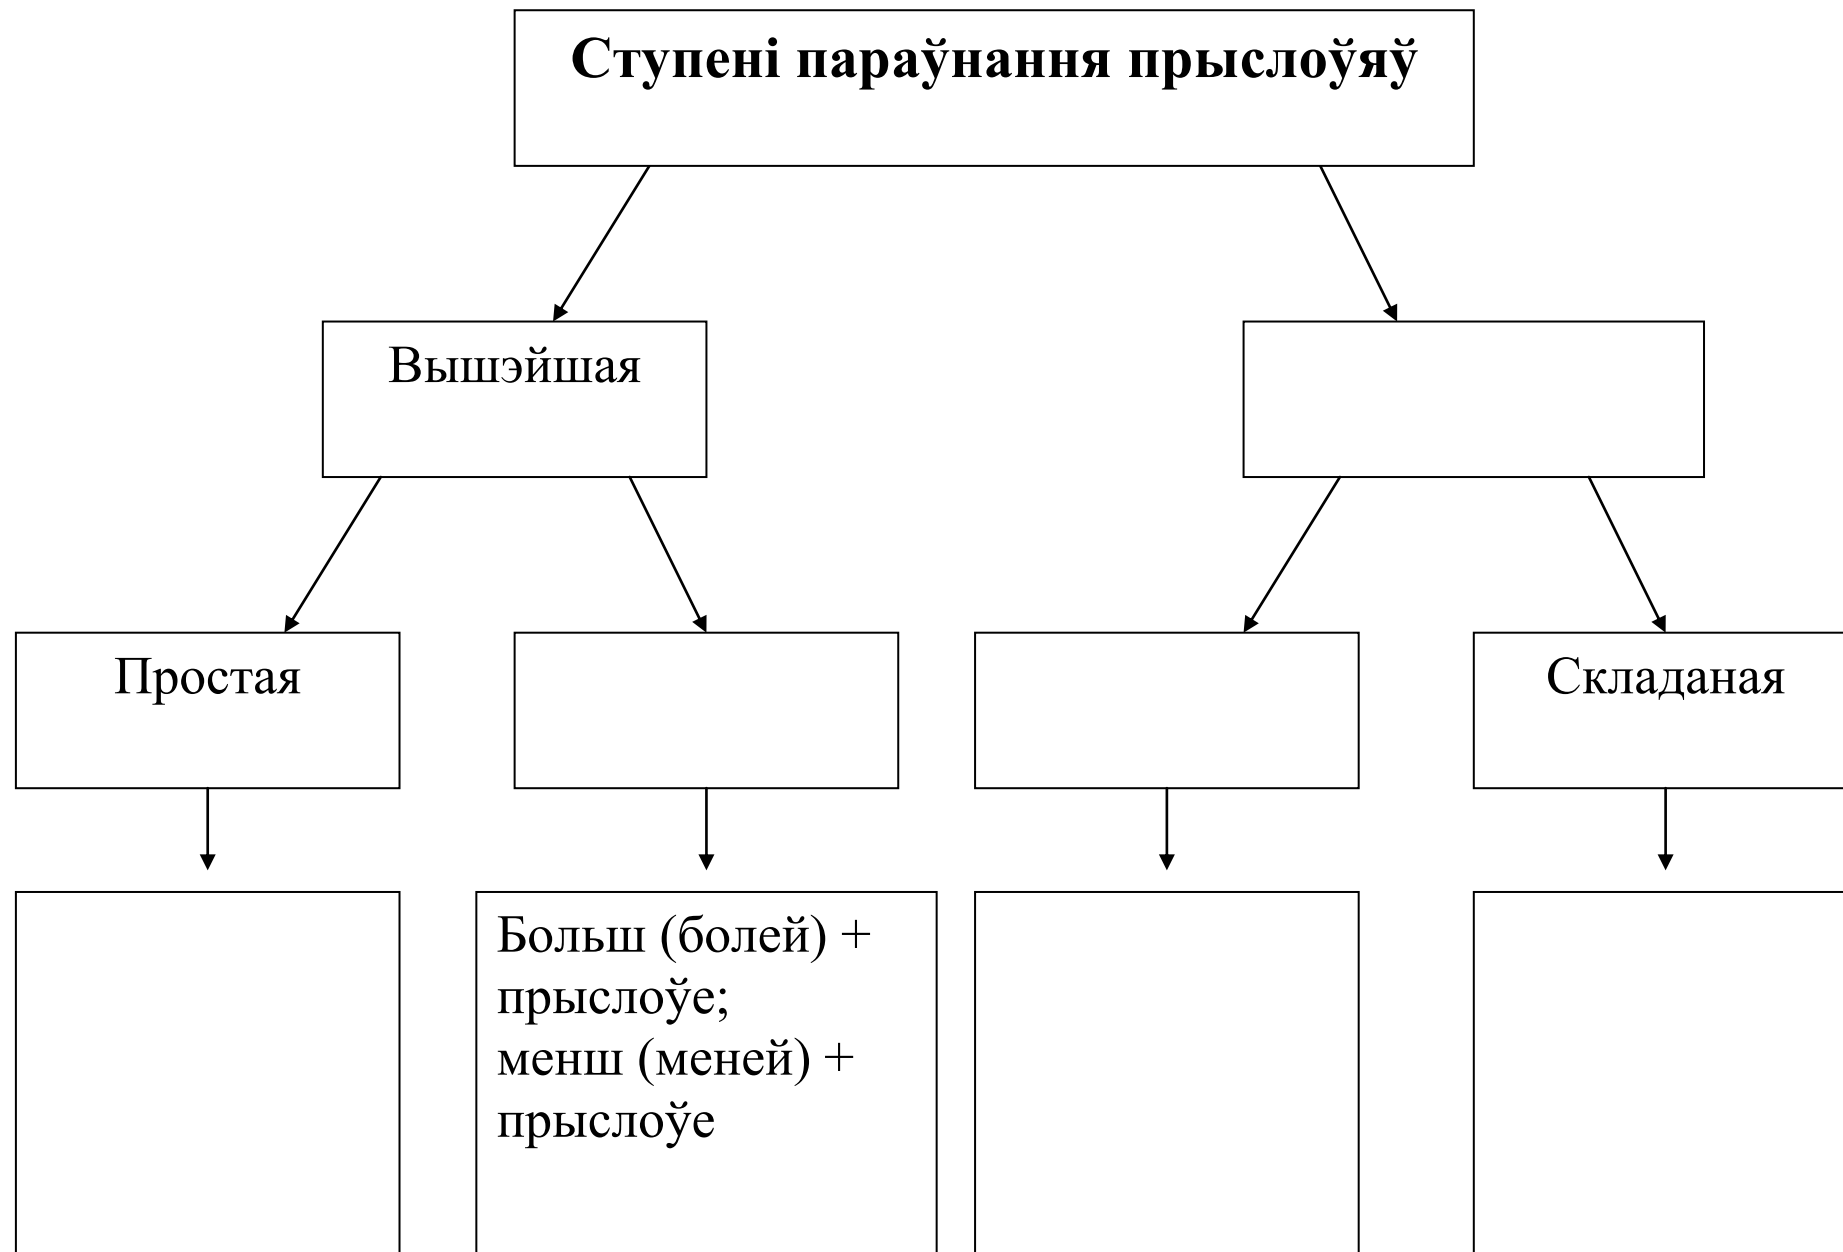 Ступені параўнання прыслоўяў
Вышэйшая
Простая
Складаная
Больш (болей) +
прыслоўе;
менш (меней) +
прыслоўе